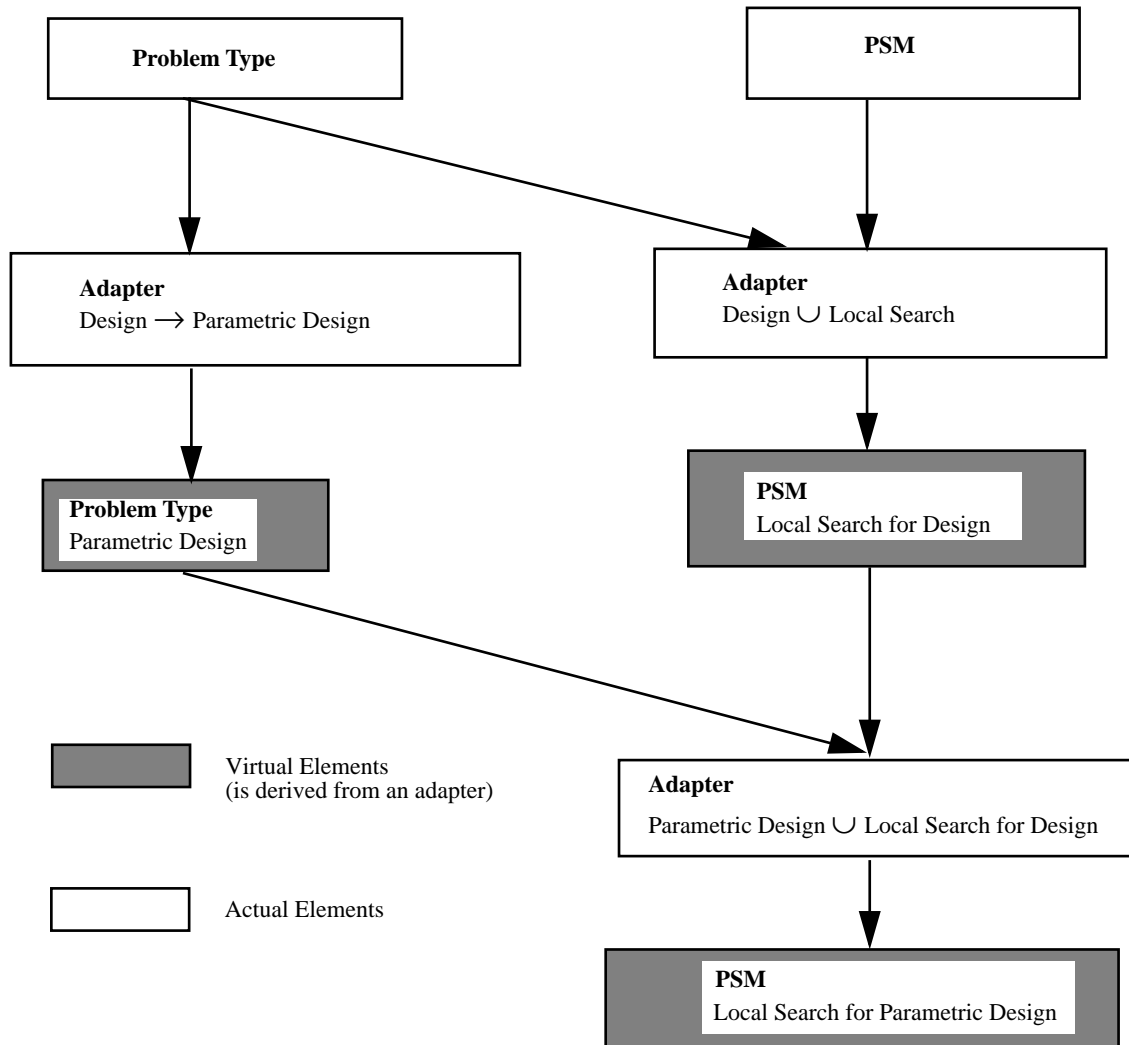 Problem Type
PSM
Adapter
Design → Parametric Design
Adapter
Design ∪ Local Search
Problem Type
Parametric Design
PSM
Local Search for Design
Virtual Elements
(is derived from an adapter)
Adapter
Parametric Design ∪ Local Search for Design
Actual Elements
PSM
Local Search for Parametric Design